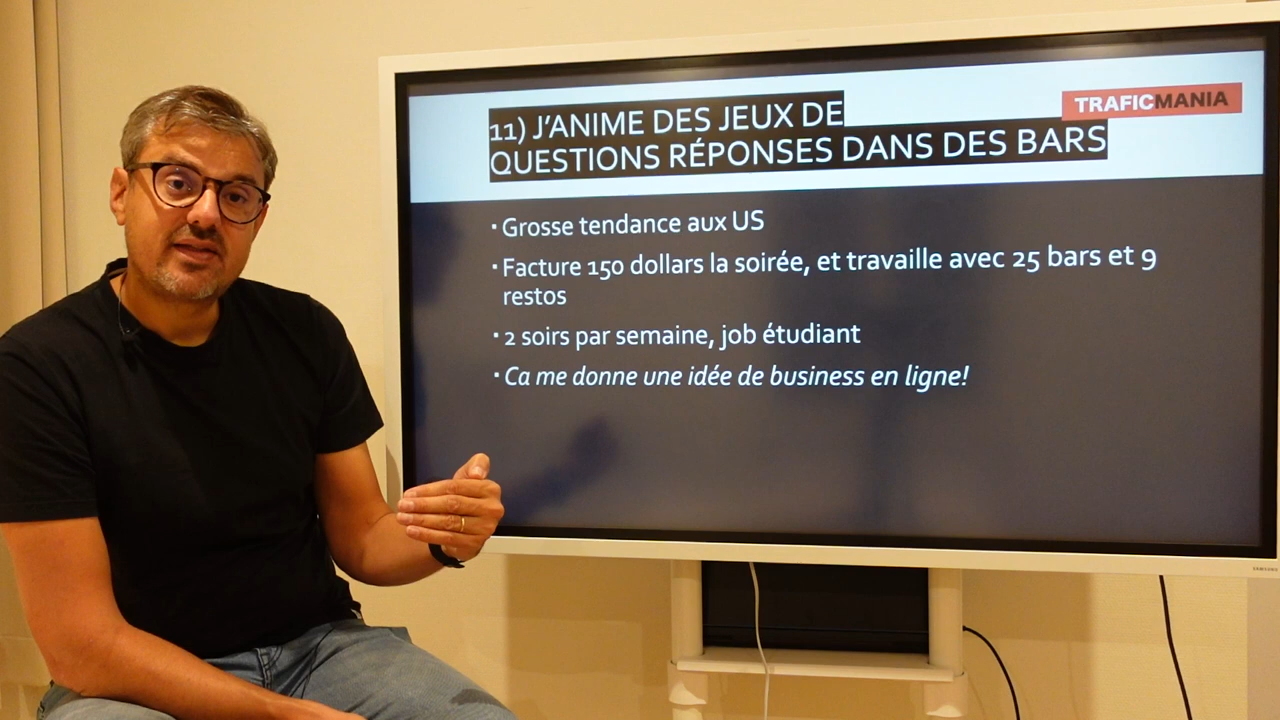 TRAFICMANIA
11) J'ANIME DES JEUX DE
QUESTIONS RÉPONSES DANS DES BARS
▪ Grosse tendance aux US
▪ Facture 150 dollars la soirée, et travaille avec 25 bars et 9
restos
▪ 2 soirs par semaine, job étudiant
▪ Ca me donne une idée de business en ligne!
SAMSUNG